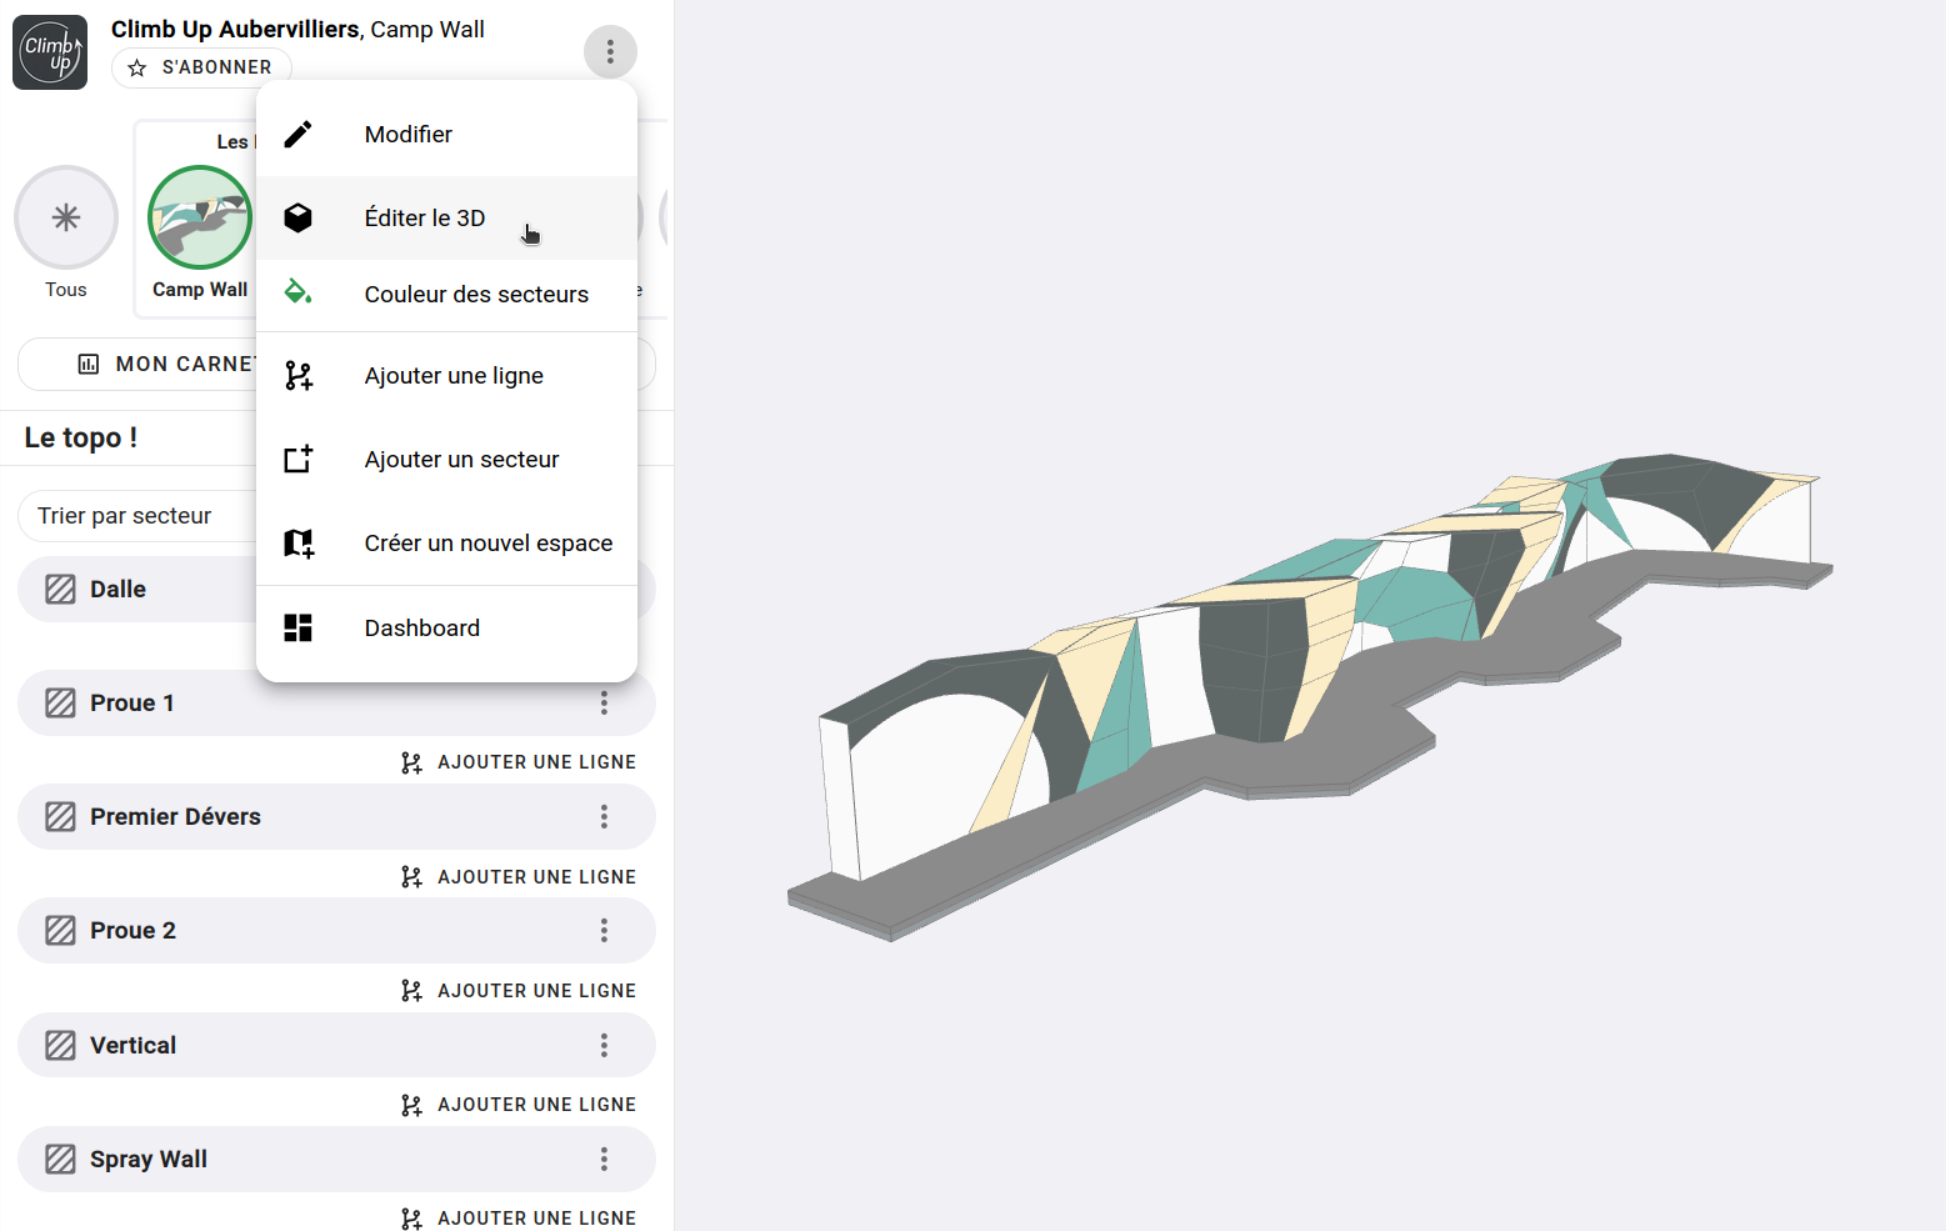 Climb Up
Climb Up Aubervilliers, Camp Wall
S'ABONNER
Les
Tous
Camp Wall
MON CARNET
Le topo !
Trier par secteur
Modifier
Éditer le 3D
Couleur des secteurs
Ajouter une ligne
Ajouter un secteur
Créer un nouvel espace
Dashboard
Dalle
Proue 1
AJOUTER UNE LIGNE
Premier Dévers
AJOUTER UNE LIGNE
Proue 2
AJOUTER UNE LIGNE
Vertical
AJOUTER UNE LIGNE
Spray Wall
AJOUTER UNE LIGNE